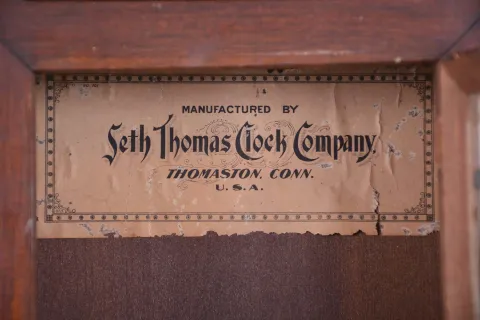 MANUFACTURED BY
Seth Thomas Clock Company,
THOMASTON, CONN.
U.S.A.